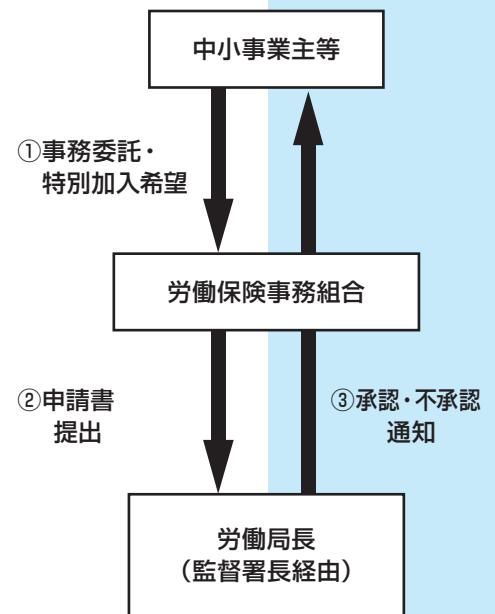 中小事業主等
①事務委託・
特別加入希望
労働保険事務組合
②申請書
提出
③承認・不承認
通知
労働局長
（監督署長経由）